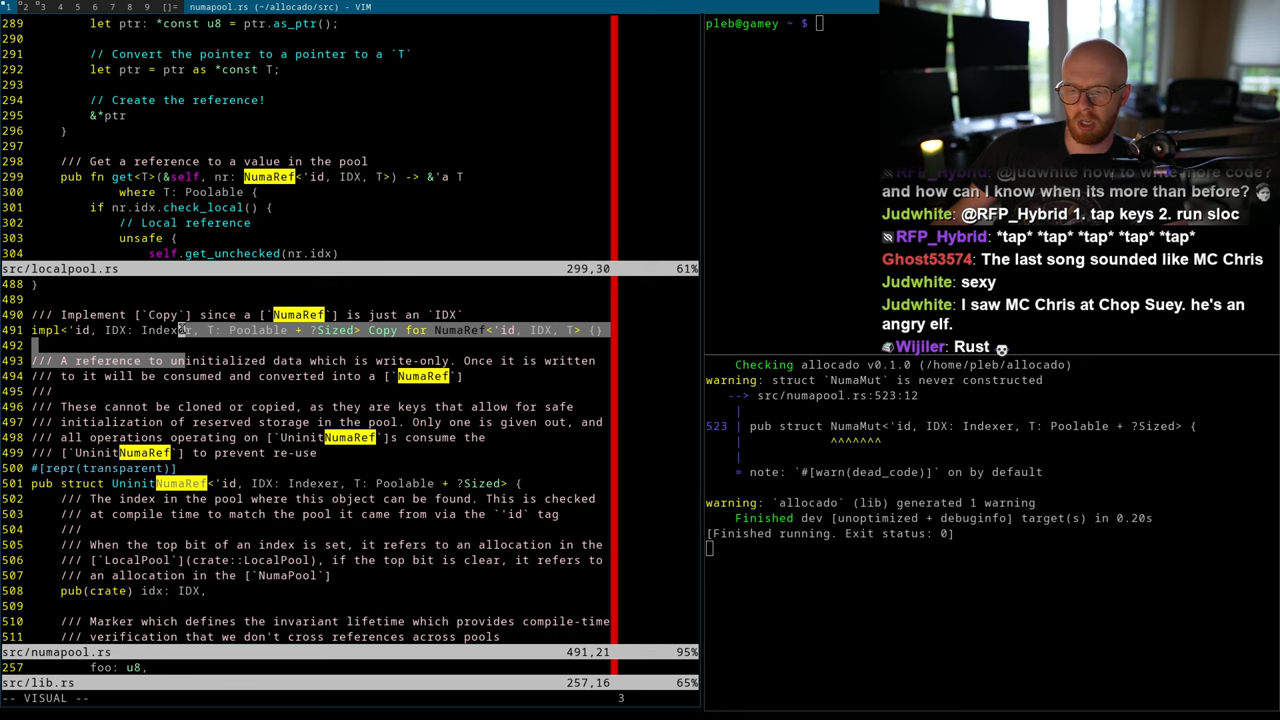 1 2 3 4 5 6 7 8 9 []= numapool.rs (~/allocado/src) - VIM
289         let ptr: *const u8 = ptr.as_ptr();
290
291         // Convert the pointer to a pointer to a `T`
292         let ptr = ptr as *const T;
293
294         // Create the reference!
295         &*ptr
296     }
297
298     /// Get a reference to a value in the pool
299     pub fn get<T>(&self, nr: NumaRef<'id, IDX, T>) -> &'a T
300         where T: Poolable {
301         if nr.idx.check_local() {
302             // Local reference
303             unsafe {
304                 self.get_unchecked(nr.idx)
src/localpool.rs 299,30 61%
488 }
489
490 /// Implement [`Copy`] since a [`NumaRef`] is just an `IDX`
491 impl<'id, IDX: Indexer, T: Poolable + ?Sized> Copy for NumaRef<'id, IDX, T> {}
492
493 /// A reference to uninitialized data which is write-only. Once it is written
494 /// to it will be consumed and converted into a [`NumaRef`]
495 ///
496 /// These cannot be cloned or copied, as they are keys that allow for safe
497 /// initialization of reserved storage in the pool. Only one is given out, and
498 /// all operations operating on [`UninitNumaRef`]s consume the
499 /// [`UninitNumaRef`] to prevent re-use
500 #[repr(transparent)]
501 pub struct UninitNumaRef<'id, IDX: Indexer, T: Poolable + ?Sized> {
502     /// The index in the pool where this object can be found. This is checked
503     /// at compile time to match the pool it came from via the ``'id` tag
504     ///
505     /// When the top bit of an index is set, it refers to an allocation in the
506     /// [`LocalPool`](crate::LocalPool), if the top bit is clear, it refers to
507     /// an allocation in the [`NumaPool`]
508     pub(crate) idx: IDX,
509
510     /// Marker which defines the invariant lifetime which provides compile-time
511     /// verification that we don't cross references across pools
src/numapool.rs 491,21 95%
257         foo: u8,
src/lib.rs 257,16 65%
-- VISUAL -- 3
pleb@gamey ~ $
RFP_Hybrid: @judwhite how to write more code?
and how can I know when its more than before?
Judwhite: @RFP_Hybrid 1. tap keys 2. run sloc
RFP_Hybrid: *tap* *tap* *tap* *tap* *tap*
Ghost53574: The last song sounded like MC Chris
Judwhite: sexy
Judwhite: I saw MC Chris at Chop Suey. he's an
angry elf.
Wijiler: Rust
Checking allocado v0.1.0 (/home/pleb/allocado)
warning: struct `NumaMut` is never constructed
--> src/numapool.rs:523:12
|
523 | pub struct NumaMut<'id, IDX: Indexer, T: Poolable + ?Sized> {
| ^^^^^^^
|
= note: `#[warn(dead_code)]` on by default
warning: `allocado` (lib) generated 1 warning
Finished dev [unoptimized + debuginfo] target(s) in 0.20s
[Finished running. Exit status: 0]